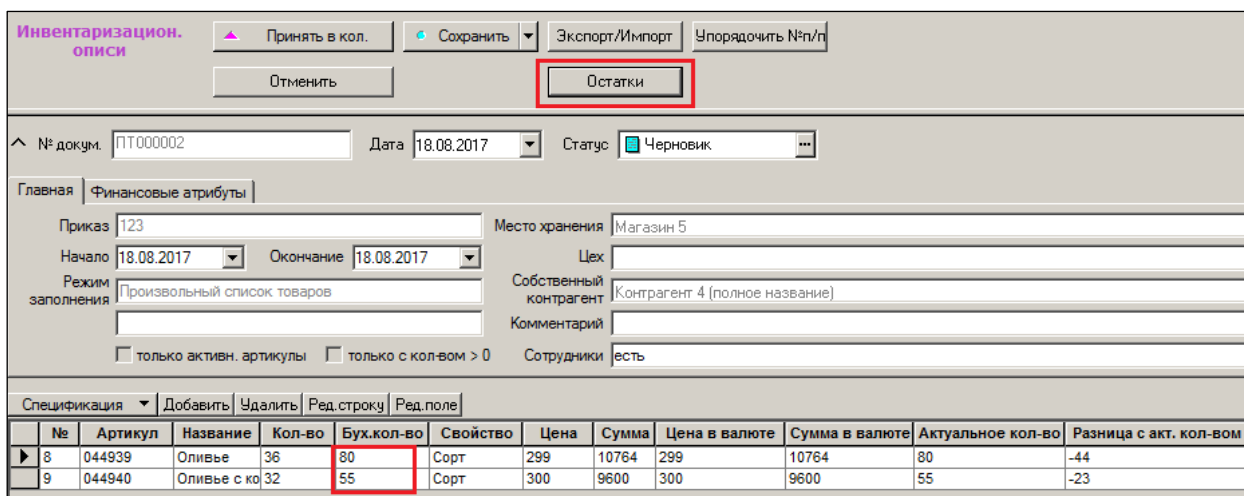 Инвентаризацион. описи
Принять в кол. Сохранить Экспорт/Импорт Упорядочить №п/п
Отменить Остатки
№ докум. ПТ000002 Дата 18.08.2017 Статус Черновик ...
Главная Финансовые атрибуты
Приказ 123 Место хранения Магазин 5
Начало 18.08.2017 Окончание 18.08.2017 Цех
Режим заполнения Произвольный список товаров Собственный контрагент Контрагент 4 (полное название)
Комментарий
только активн. артикулы только с кол-вом > 0 Сотрудники есть
Спецификация Добавить Удалить Ред.строку Ред.поле
№ Артикул Название Кол-во Бух.кол-во Свойство Цена Сумма Цена в валюте Сумма в валюте Актуальное кол-во Разница с акт. кол-вом
8 044939 Оливье 36 80 Сорт 299 10764 299 10764 80 -44
9 044940 Оливье с ко 32 55 Сорт 300 9600 300 9600 55 -23